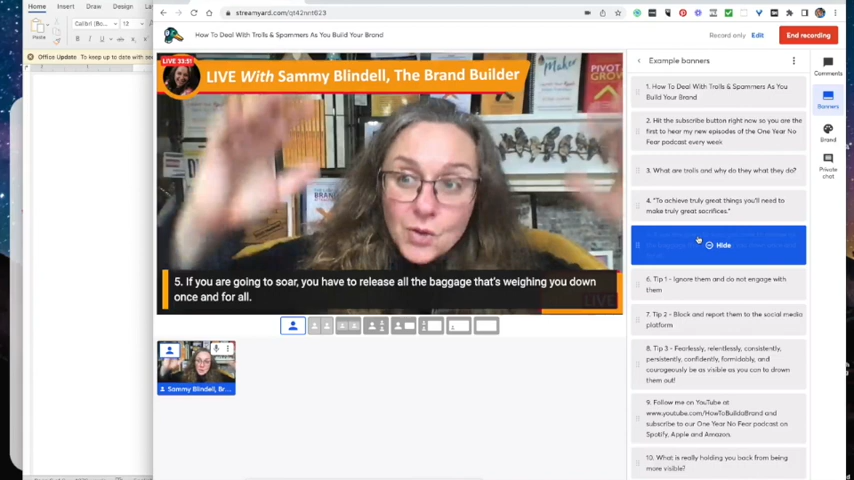 Home
Insert
Draw
Design
Paste
Calibri (Bo...
12
B
I
U
Office Update
To keep up to date with sec
streamyard.com/q142nnt623
How To Deal With Trolls & Spammers As You Build Your Brand
Record only
Edit
End recording
LIVE 33:51
LIVE With Sammy Blindell, The Brand Builder
Maker
PIVOT
GROW
5. If you are going to soar, you have to release all the baggage that's weighing you down
once and for all.
LIVE
Sammy Blindell, Br...
Example banners
1. How To Deal With Trolls & Spammers As You
Build Your Brand
2. Hit the subscribe button right now so you are the
first to hear my new episodes of the One Year No
Fear podcast every week
3. What are trolls and why do they what they do?
4. "To achieve truly great things you'll need to
make truly great sacrifices."
Hide
6. Tip 1 - Ignore them and do not engage with
them
7. Tip 2 - Block and report them to the social media
platform
8. Tip 3 - Fearlessly, relentlessly, consistently,
persistently, confidently, formidably, and
courageously be as visible as you can to drown
them out!
9. Follow me on YouTube at
www.youtube.com/HowToBuildaBrand and
subscribe to our One Year No Fear podcast on
Spotify, Apple and Amazon.
10. What is really holding you back from being
more visible?
Comments
Banners
Brand
Private
chat